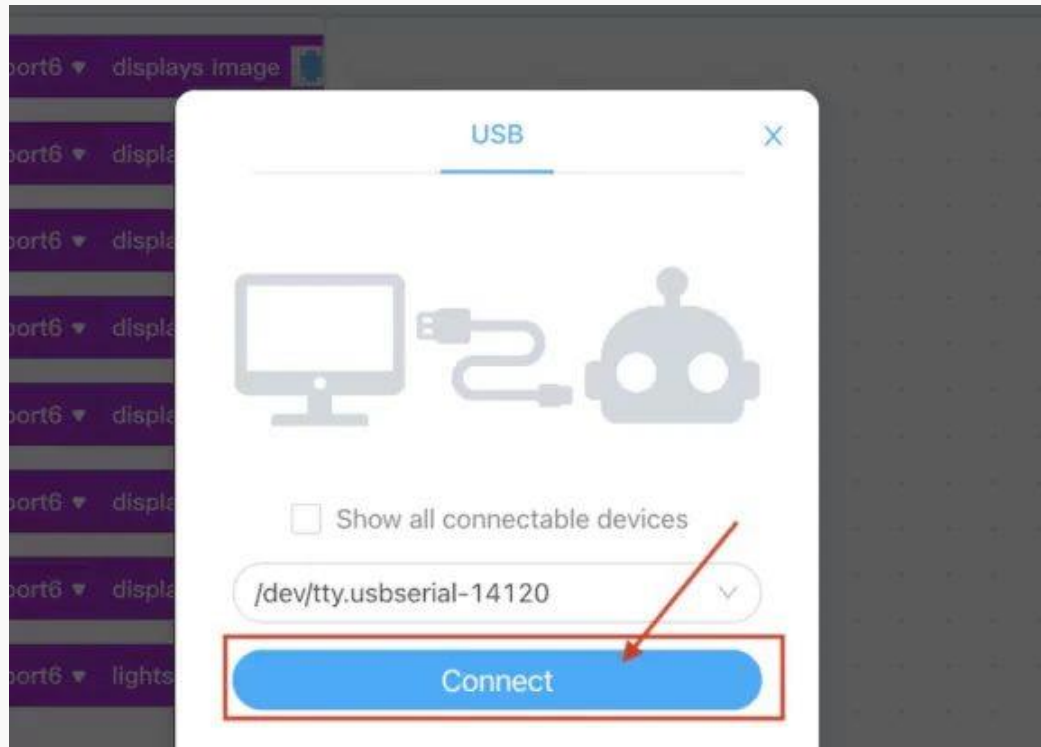 port6 displays image
USB X
port6 displa
port6 displa
port6 displa
port6 displa
port6 displa
Show all connectable devices
port6 displa
/dev/tty.usbserial-14120
port6 lights
Connect